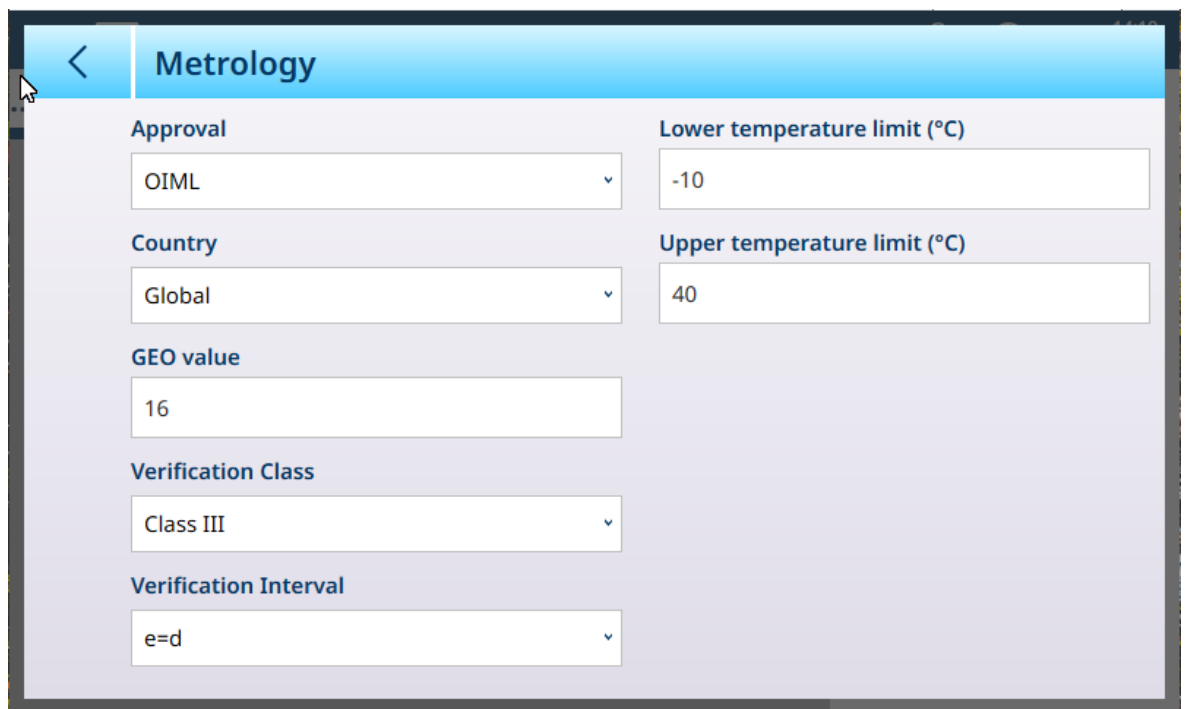 Metrology
Approval
OIML
Country
Global
GEO value
16
Verification Class
Class III
Verification Interval
e=d
Lower temperature limit (°C)
-10
Upper temperature limit (°C)
40